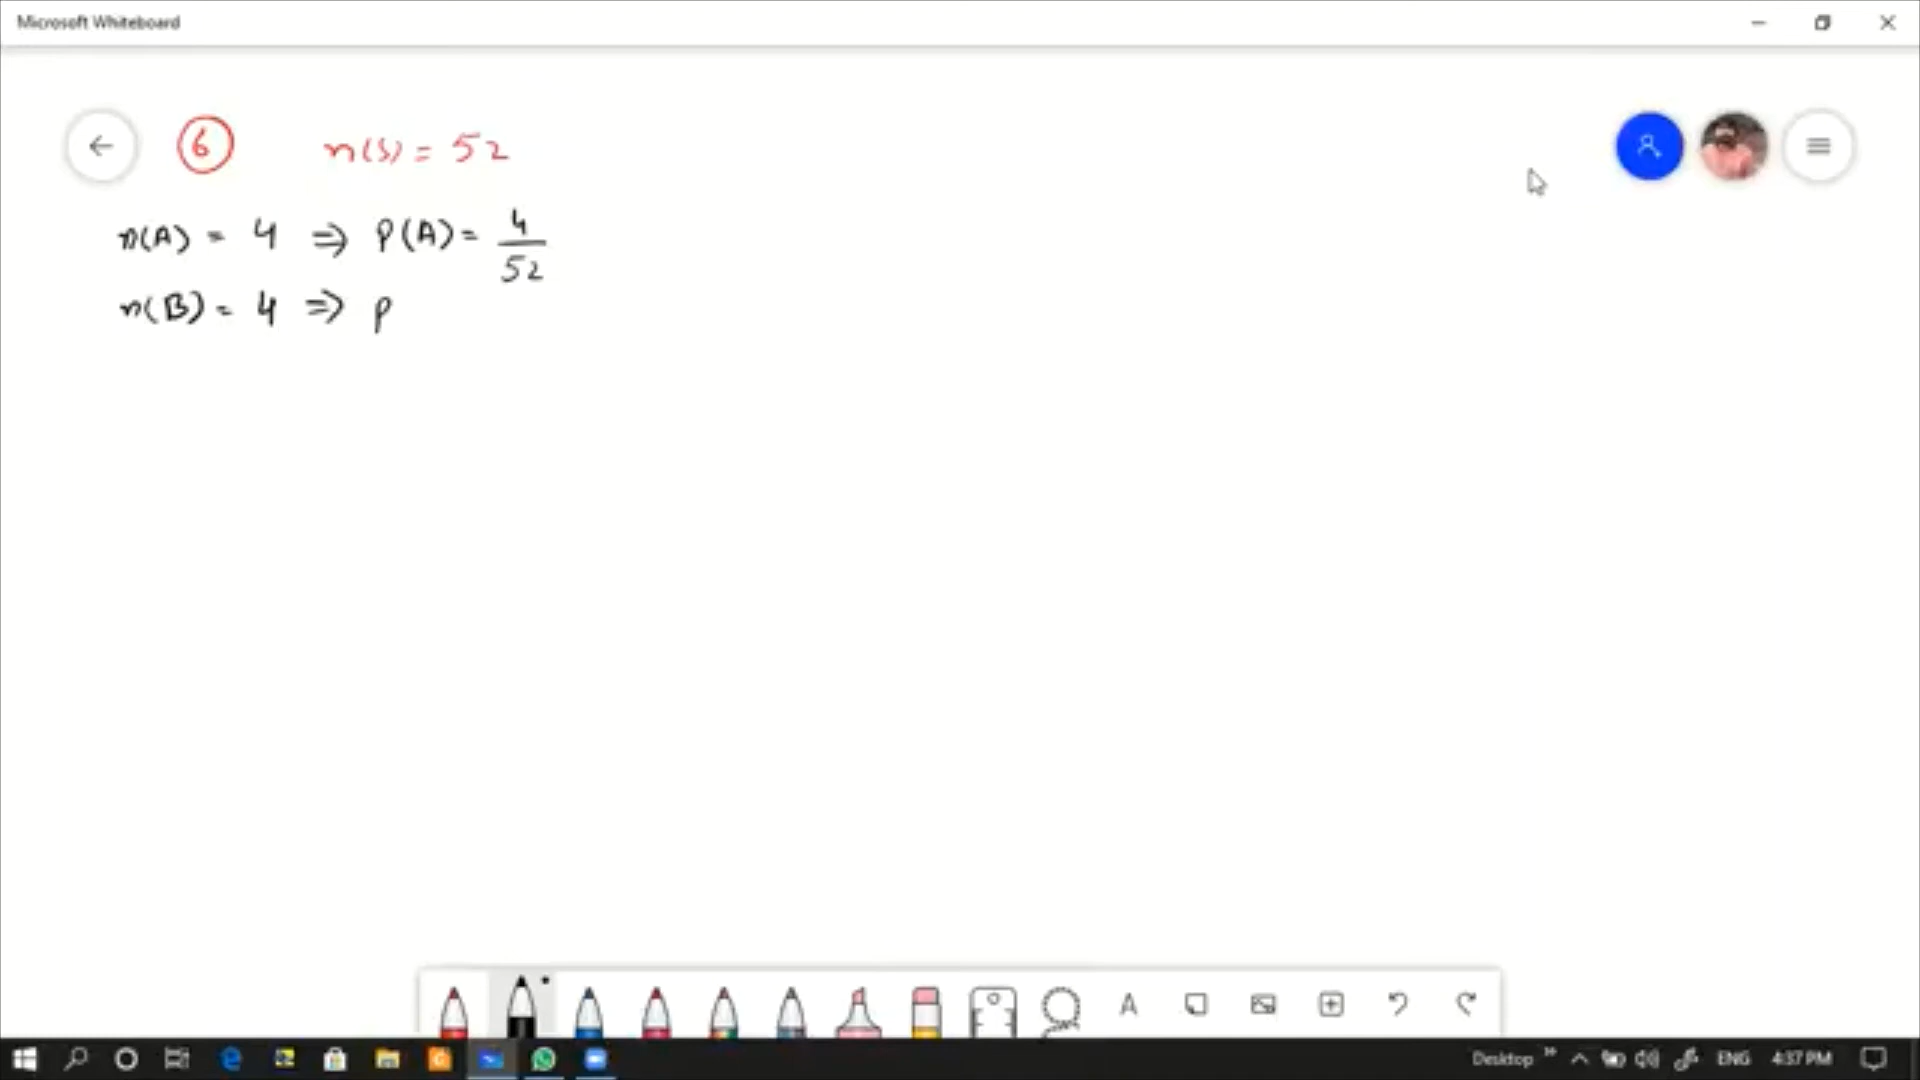 Microsoft Whiteboard
6 n(s) = 52
n(A) = 4 ⇒ P(A) = 4/52
n(B) = 4 ⇒ P
A
Desktop ENG 4:37 PM